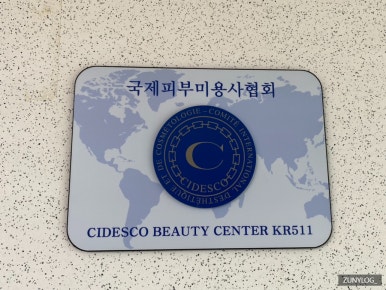 국제피부미용사협회
COMITÉ INTERNATIONAL D'ESTHÉTIQUE ET DE COSMÉTOLOGIE
C
CIDESCO
CIDESCO BEAUTY CENTER KR511
ZUNYLOG_